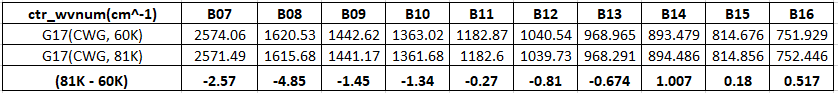 ctr_wvnum(cm^-1) B07 B08 B09 B10 B11 B12 B13 B14 B15 B16
G17(CWG, 60K) 2574.06 1620.53 1442.62 1363.02 1182.87 1040.54 968.965 893.479 814.676 751.929
G17(CWG, 81K) 2571.49 1615.68 1441.17 1361.68 1182.6 1039.73 968.291 894.486 814.856 752.446
(81K - 60K) -2.57 -4.85 -1.45 -1.34 -0.27 -0.81 -0.674 1.007 0.18 0.517